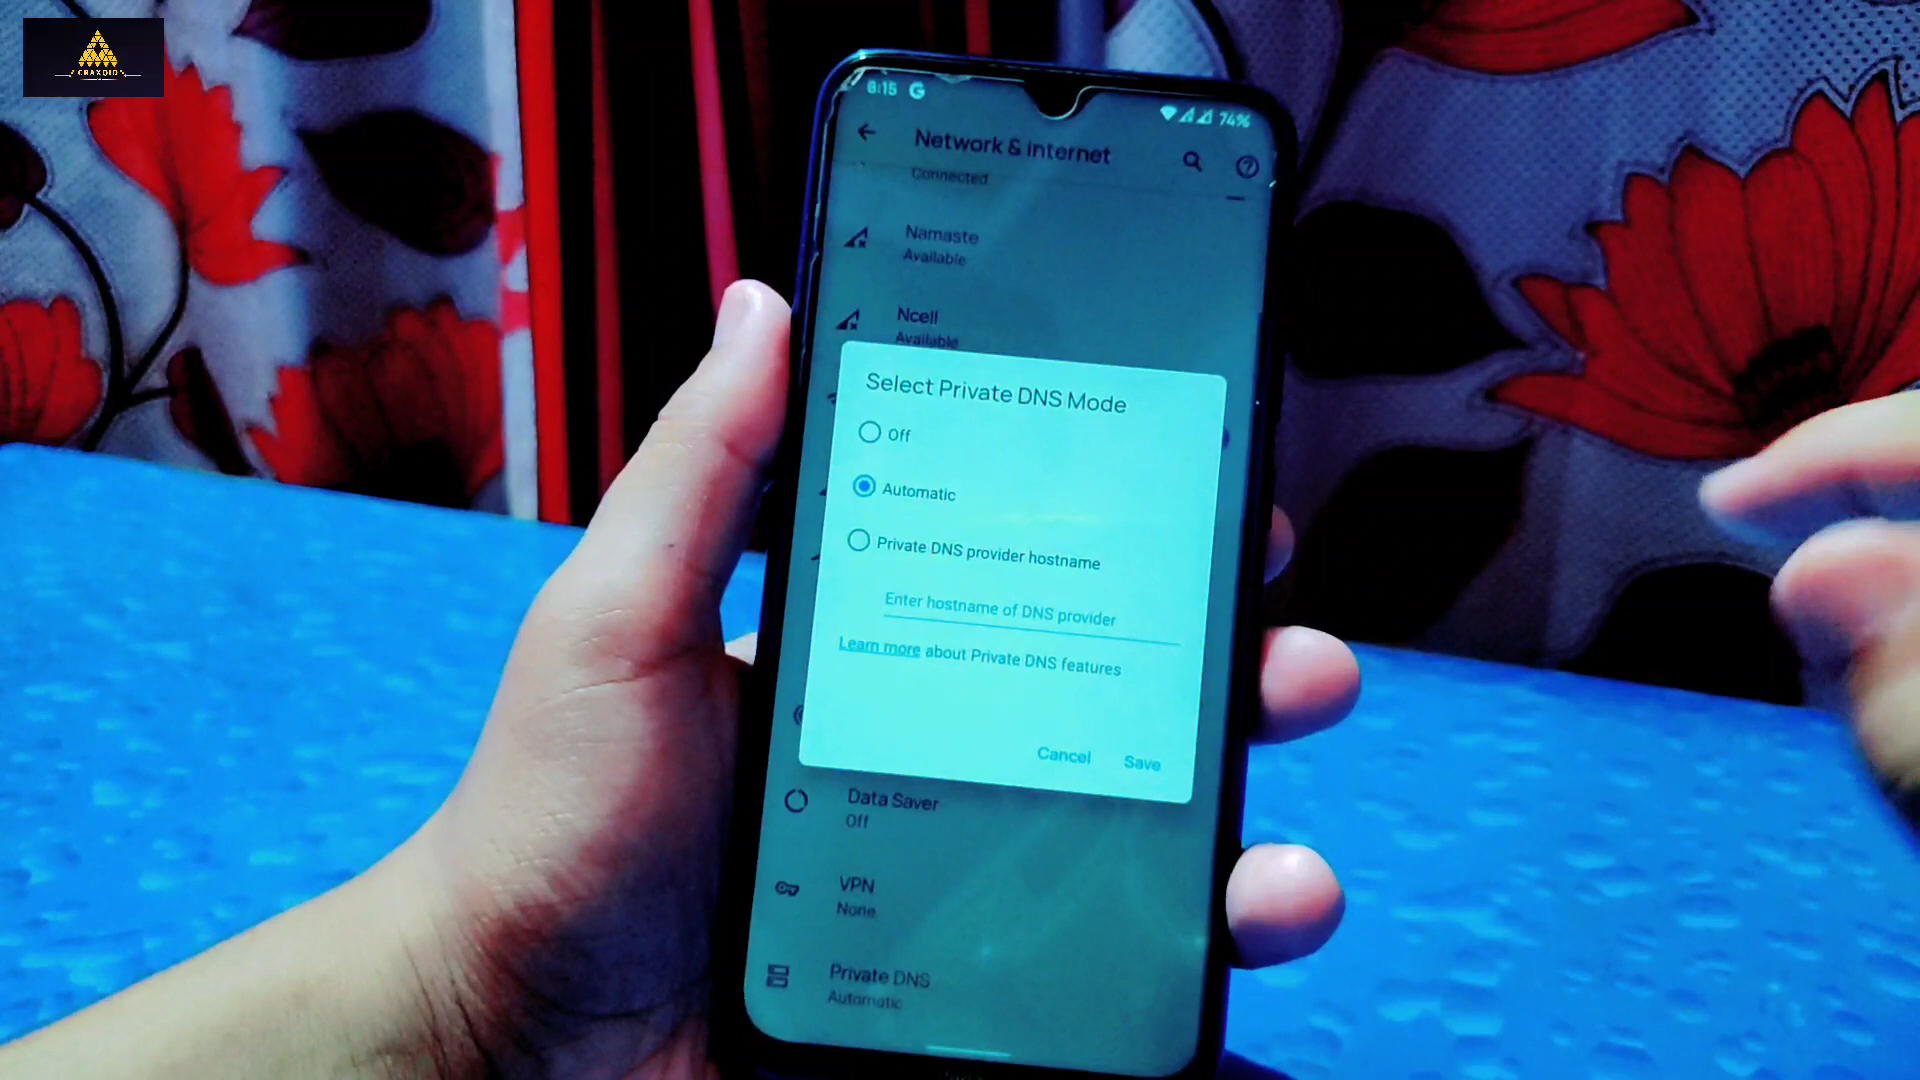 CRAXOID
8:15 G
74%
Network & internet
Connected
Namaste
Available
Ncell
Available
Select Private DNS Mode
Off
Automatic
Private DNS provider hostname
Enter hostname of DNS provider
Learn more about Private DNS features
Cancel Save
Data Saver
Off
VPN
None
Private DNS
Automatic